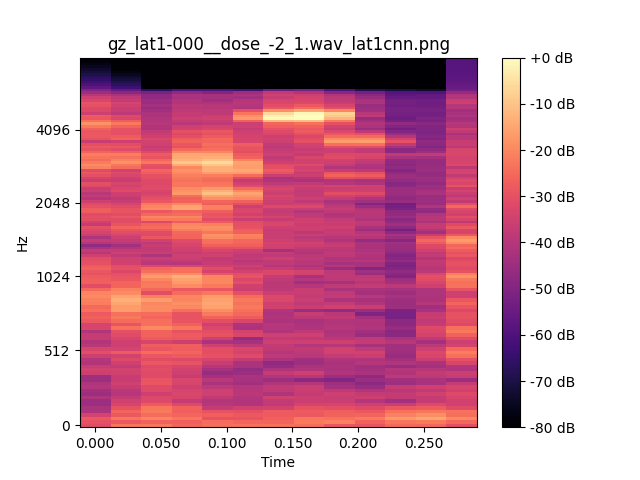 gz_lat1-000__dose_-2_1.wav_lat1cnn.png
Hz
4096
2048
1024
512
0
0.000 0.050 0.100 0.150 0.200 0.250
Time
+0 dB
-10 dB
-20 dB
-30 dB
-40 dB
-50 dB
-60 dB
-70 dB
-80 dB